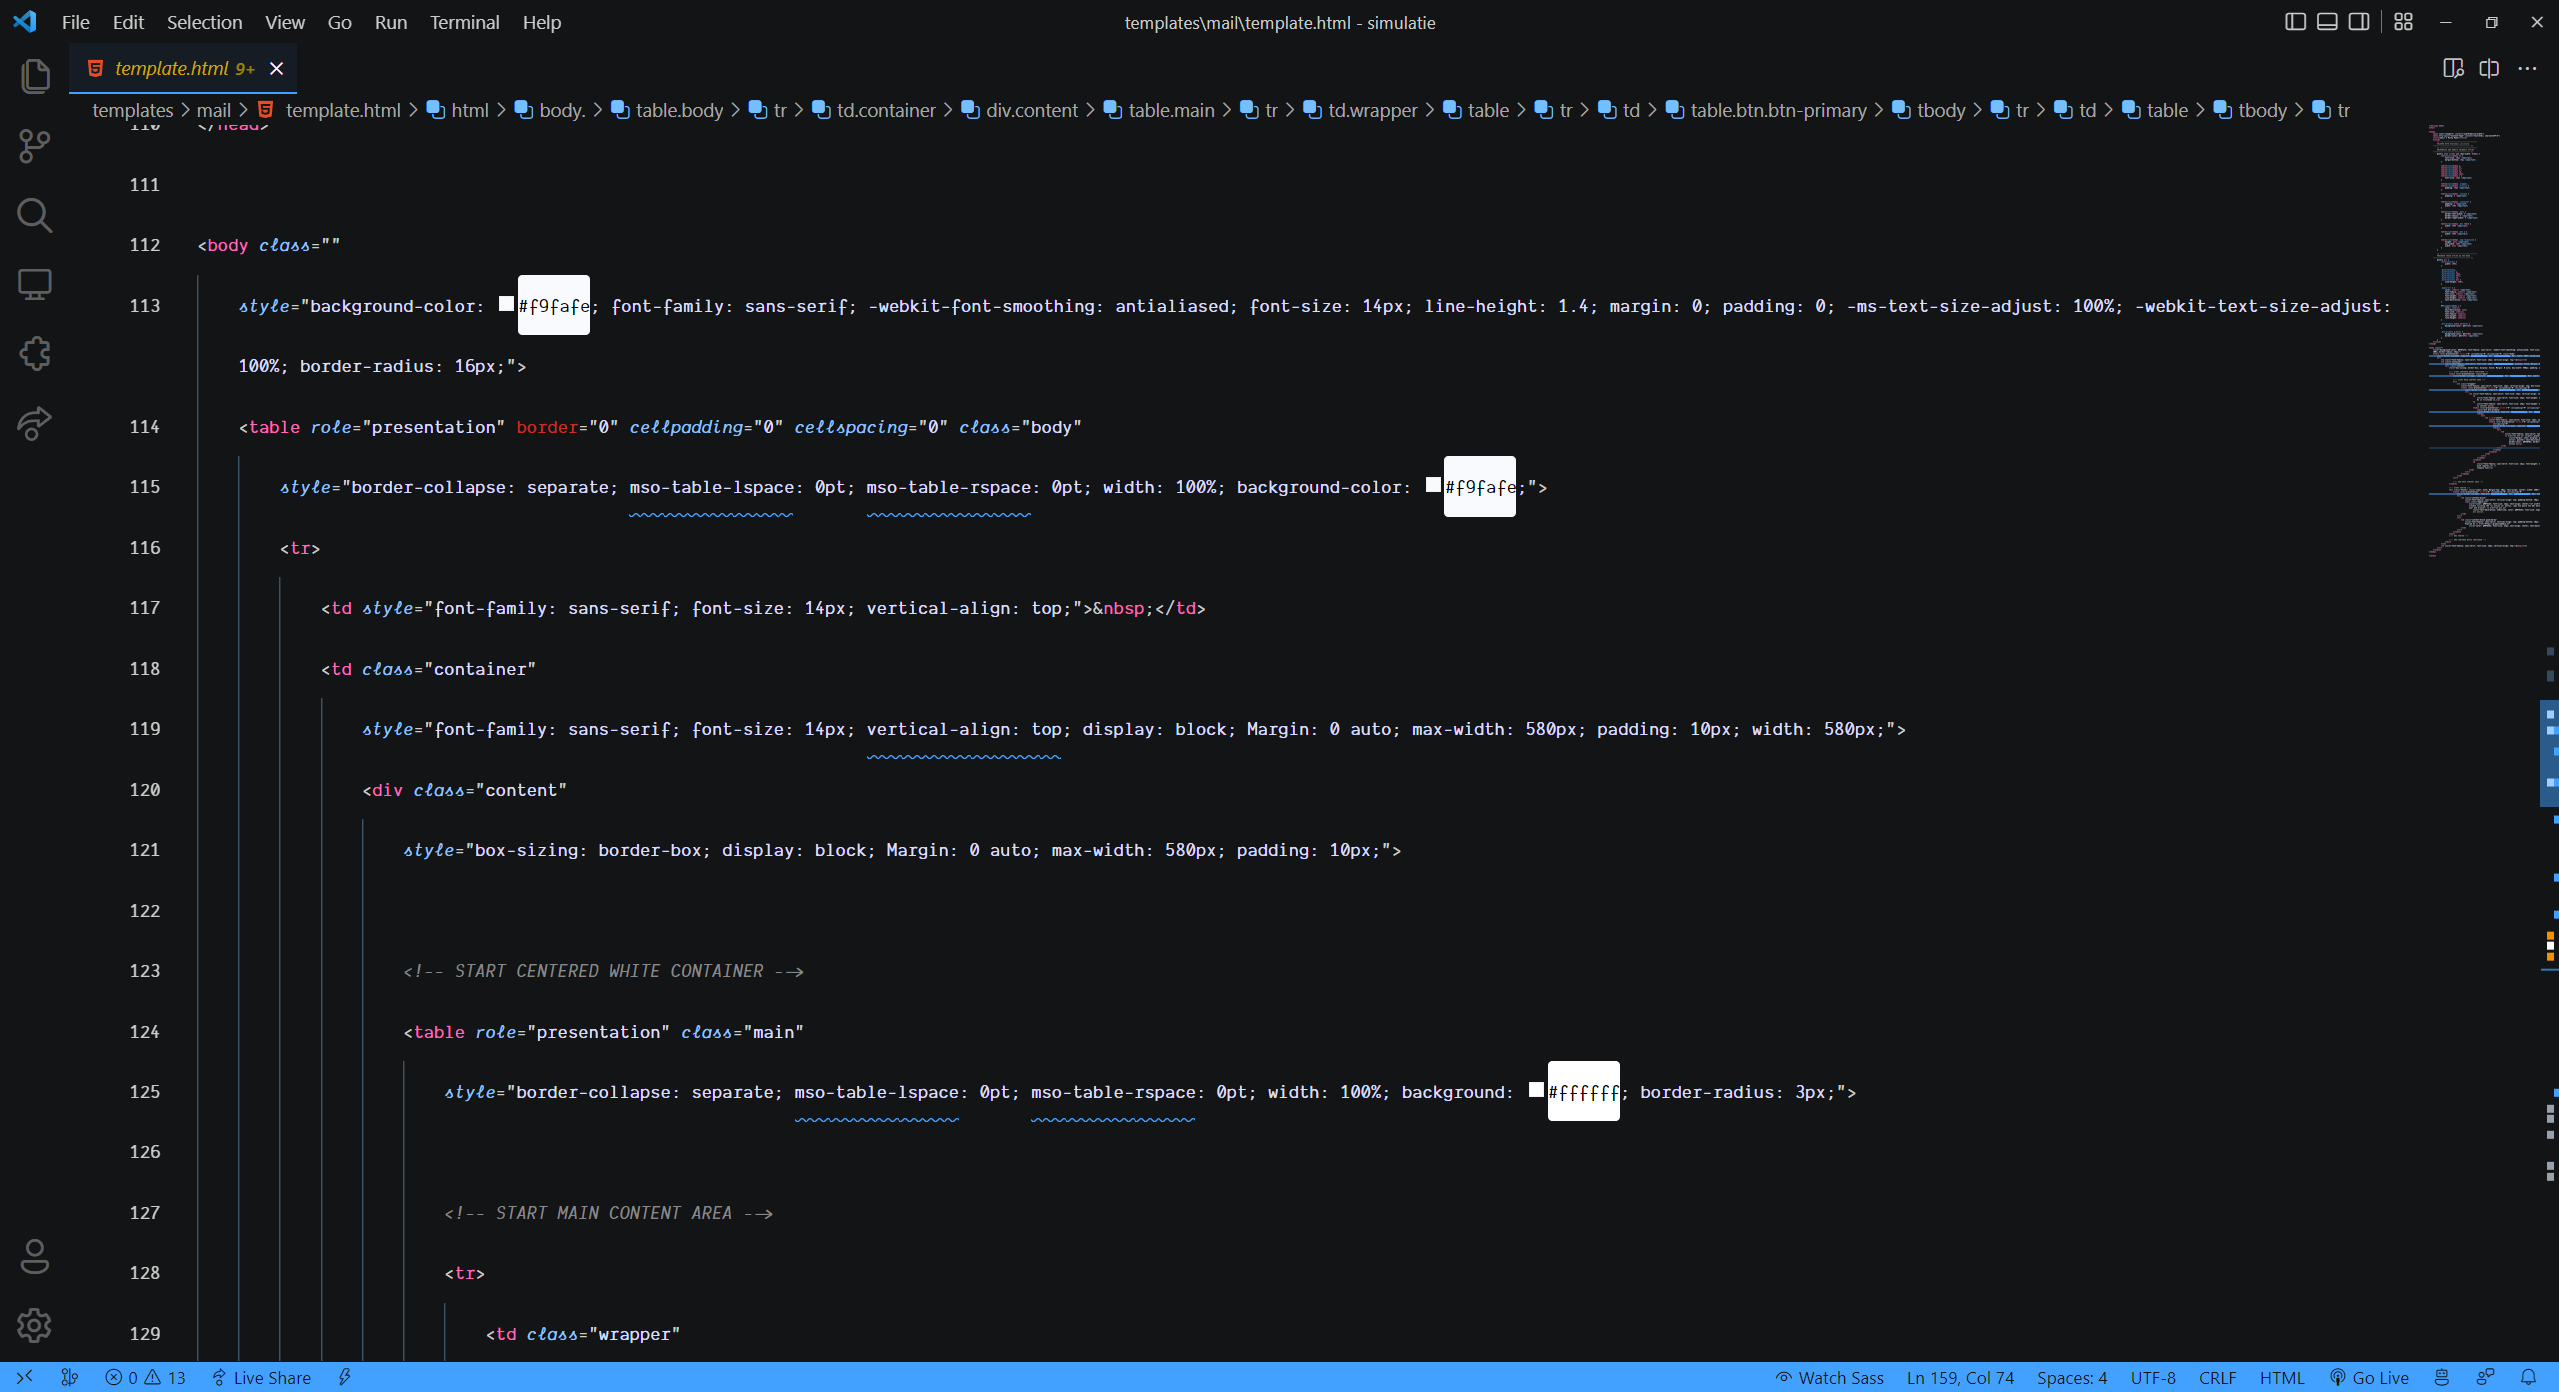 File Edit Selection View Go Run Terminal Help
templates\mail\template.html - simulatie
template.html 9+
templates > mail > template.html > html > body. > table.body > tr > td.container > div.content > table.main > tr > td.wrapper > table > tr > td > table.btn.btn-primary > tbody > tr > td > table > tbody > tr
110 </head>
111
112 <body class=""
113 style="background-color: #f9fafe; font-family: sans-serif; -webkit-font-smoothing: antialiased; font-size: 14px; line-height: 1.4; margin: 0; padding: 0; -ms-text-size-adjust: 100%; -webkit-text-size-adjust:
100%; border-radius: 16px;">
114 <table role="presentation" border="0" cellpadding="0" cellspacing="0" class="body"
115 style="border-collapse: separate; mso-table-lspace: 0pt; mso-table-rspace: 0pt; width: 100%; background-color: #f9fafe;">
116 <tr>
117 <td style="font-family: sans-serif; font-size: 14px; vertical-align: top;">&nbsp;</td>
118 <td class="container"
119 style="font-family: sans-serif; font-size: 14px; vertical-align: top; display: block; Margin: 0 auto; max-width: 580px; padding: 10px; width: 580px;">
120 <div class="content"
121 style="box-sizing: border-box; display: block; Margin: 0 auto; max-width: 580px; padding: 10px;">
122
123 <!-- START CENTERED WHITE CONTAINER -->
124 <table role="presentation" class="main"
125 style="border-collapse: separate; mso-table-lspace: 0pt; mso-table-rspace: 0pt; width: 100%; background: #ffffff; border-radius: 3px;">
126
127 <!-- START MAIN CONTENT AREA -->
128 <tr>
129 <td class="wrapper"
0 13 Live Share
Watch Sass Ln 159, Col 74 Spaces: 4 UTF-8 CRLF HTML Go Live